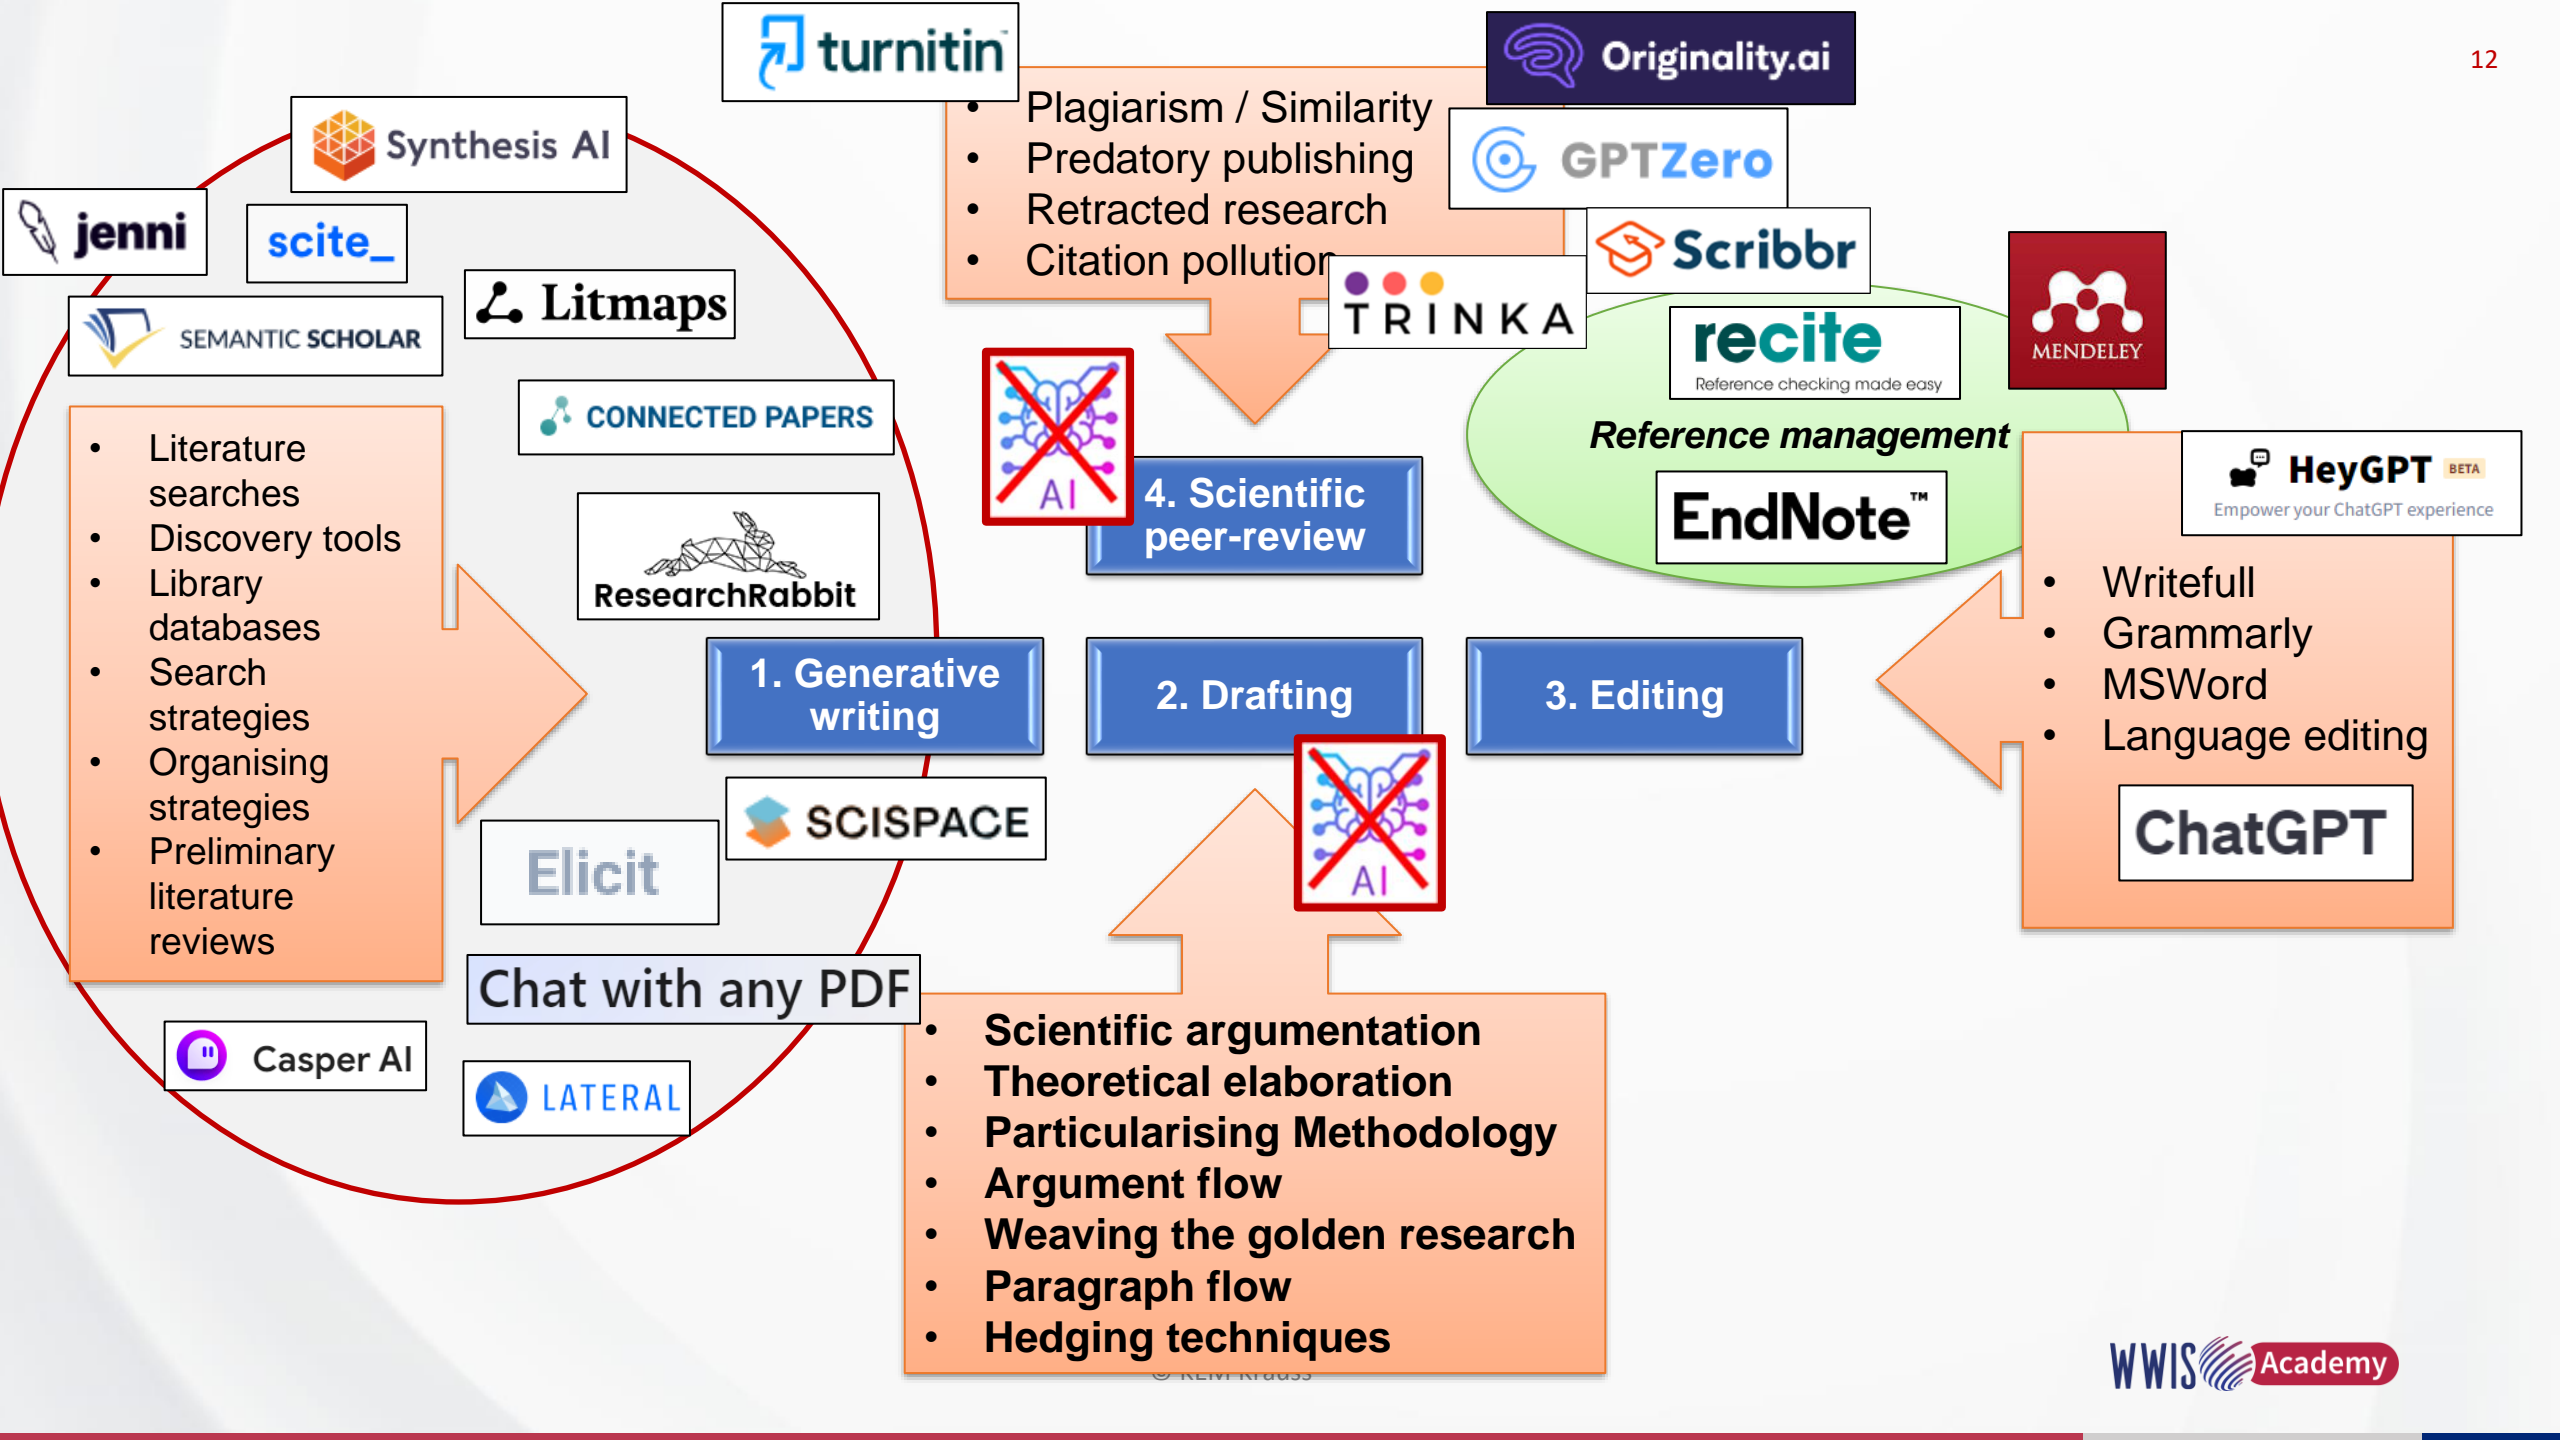 12
turnitin
Originality.ai
• Plagiarism / Similarity
• Predatory publishing
• Retracted research
• Citation pollution
GPTZero
Scribbr
TRINKA
Synthesis AI
jenni
scite_
Litmaps
SEMANTIC SCHOLAR
CONNECTED PAPERS
ResearchRabbit
• Literature
searches
• Discovery tools
• Library
databases
• Search
strategies
• Organising
strategies
• Preliminary
literature
reviews
recite
Reference checking made easy
MENDELEY
Reference management
EndNote™
AI
4. Scientific
peer-review
1. Generative
writing
2. Drafting
3. Editing
HeyGPT BETA
Empower your ChatGPT experience
• Writefull
• Grammarly
• MSWord
• Language editing
ChatGPT
SCISPACE
AI
Elicit
Chat with any PDF
Casper AI
LATERAL
• Scientific argumentation
• Theoretical elaboration
• Particularising Methodology
• Argument flow
• Weaving the golden research
• Paragraph flow
• Hedging techniques
© KEM Krauss
WWIS Academy